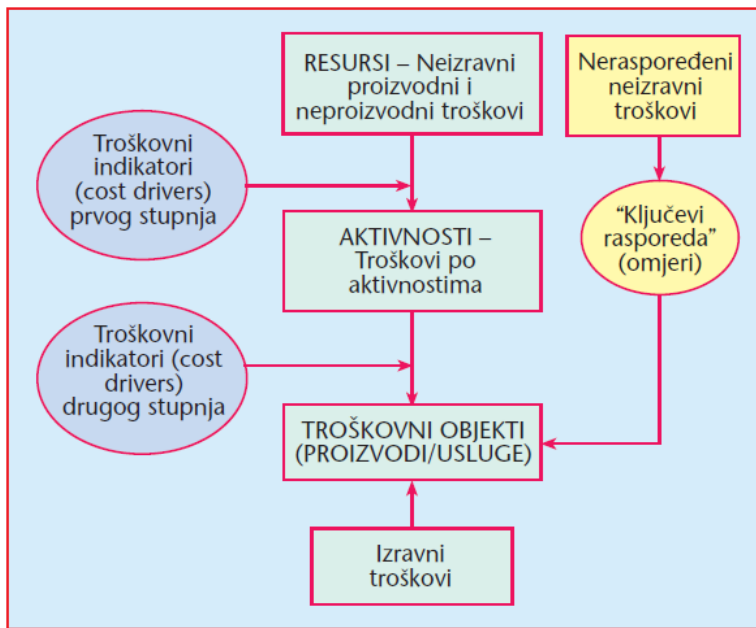 RESURSI – Neizravni
proizvodni i
neproizvodni troškovi
Neraspoređeni
neizravni
troškovi
Troškovni
indikatori
(cost drivers)
prvog stupnja
"Ključevi
rasporeda"
(omjeri)
AKTIVNOSTI –
Troškovi po
aktivnostima
Troškovni
indikatori (cost
drivers)
drugog stupnja
TROŠKOVNI OBJEKTI
(PROIZVODI/USLUGE)
Izravni
troškovi